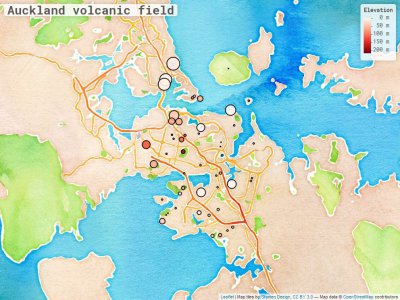 Auckland volcanic field
Elevation
0 m
50 m
100 m
150 m
200 m
Leaflet | Map tiles by Stamen Design, CC BY 3.0 — Map data © OpenStreetMap contributors